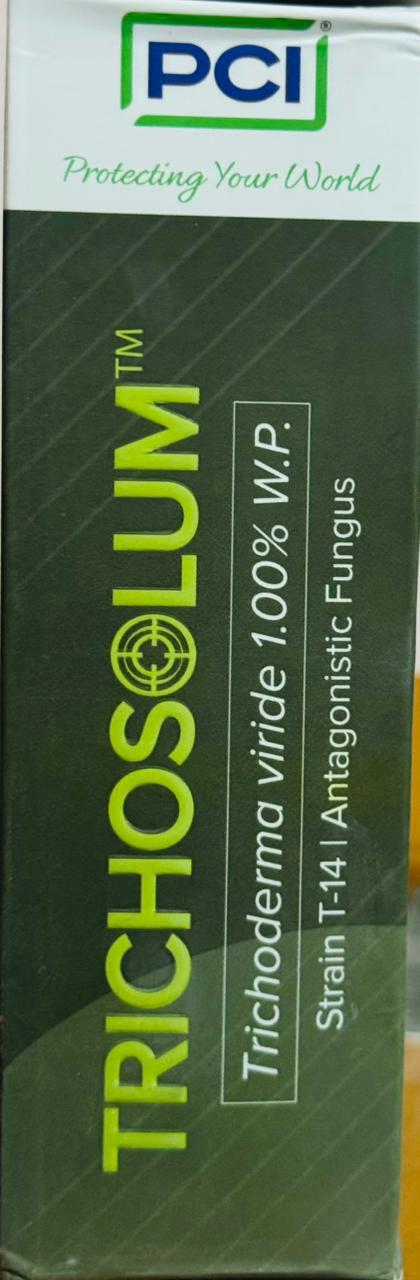 PCI®
Protecting Your World
TRICHOSOLUM™
Trichoderma viride 1.00% W.P.
Strain T-14 | Antagonistic Fungus